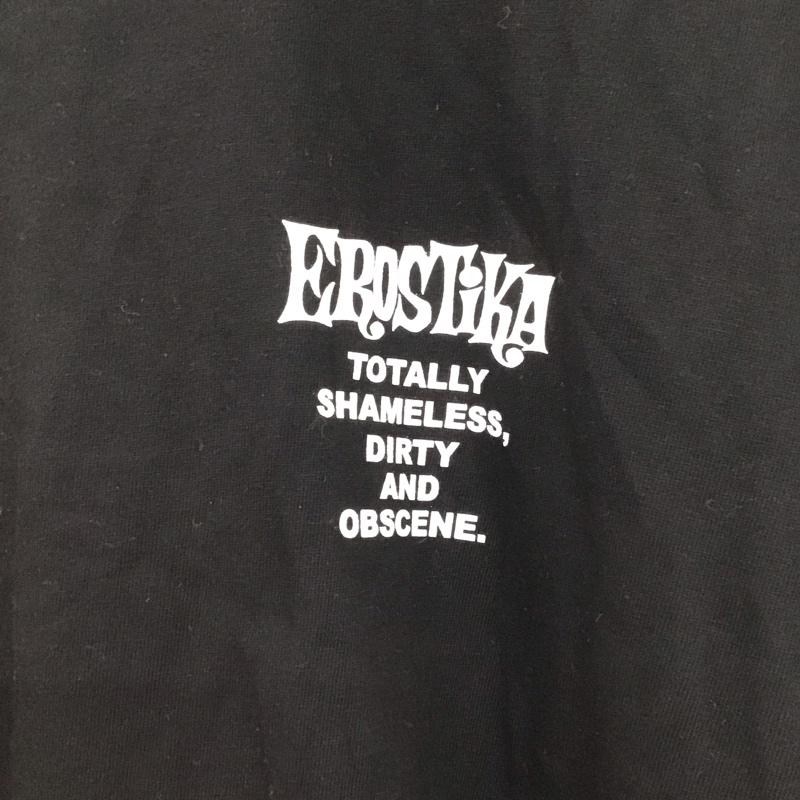 EROSTIKA
TOTALLY
SHAMELESS,
DIRTY
AND
OBSCENE.